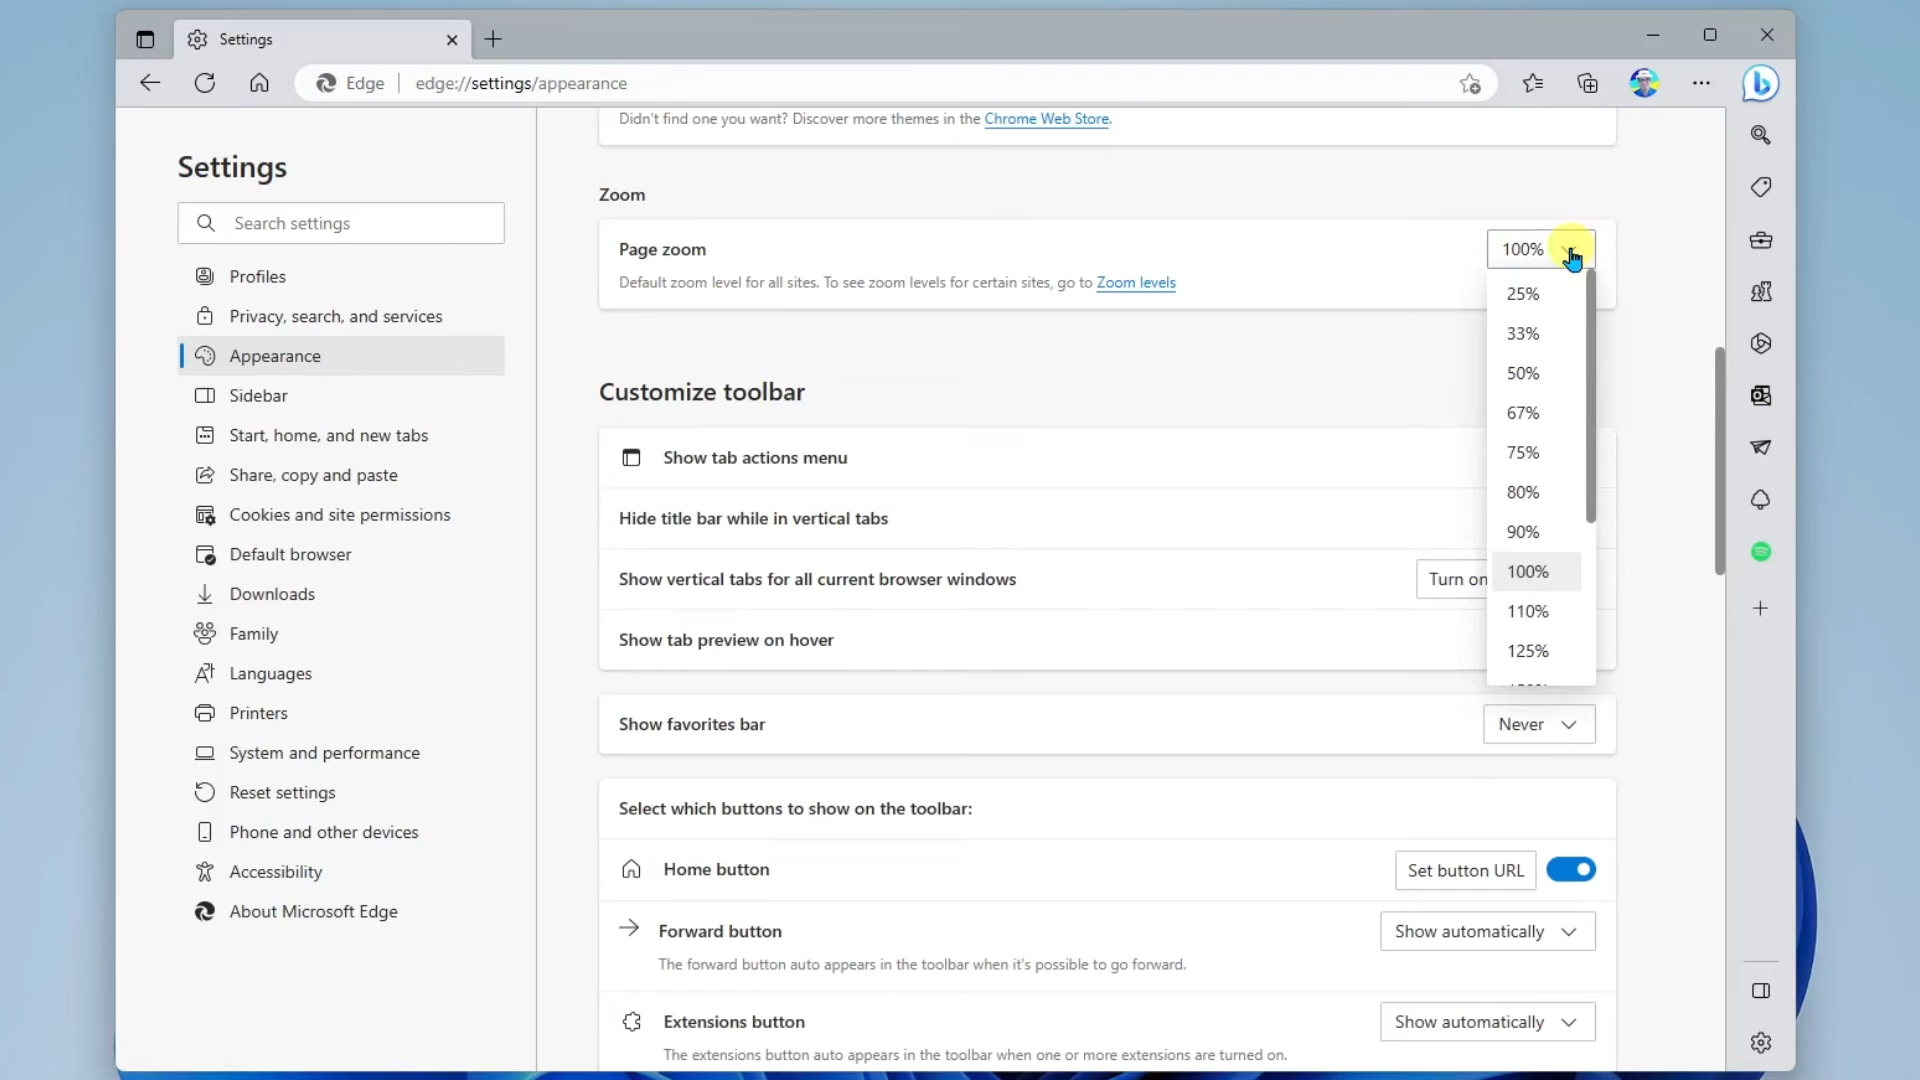 Settings
Edge
edge://settings/appearance
Settings
Search settings
Profiles
Privacy, search, and services
Appearance
Sidebar
Start, home, and new tabs
Share, copy and paste
Cookies and site permissions
Default browser
Downloads
Family
Languages
Printers
System and performance
Reset settings
Phone and other devices
Accessibility
About Microsoft Edge
Didn't find one you want? Discover more themes in the Chrome Web Store.
Zoom
Page zoom
100%
Default zoom level for all sites. To see zoom levels for certain sites, go to Zoom levels
25%
33%
50%
67%
75%
80%
90%
100%
110%
125%
Customize toolbar
Show tab actions menu
Hide title bar while in vertical tabs
Show vertical tabs for all current browser windows
Turn on
Show tab preview on hover
Show favorites bar
Never
Select which buttons to show on the toolbar:
Home button
Set button URL
Forward button
Show automatically
The forward button auto appears in the toolbar when it's possible to go forward.
Extensions button
Show automatically
The extensions button auto appears in the toolbar when one or more extensions are turned on.